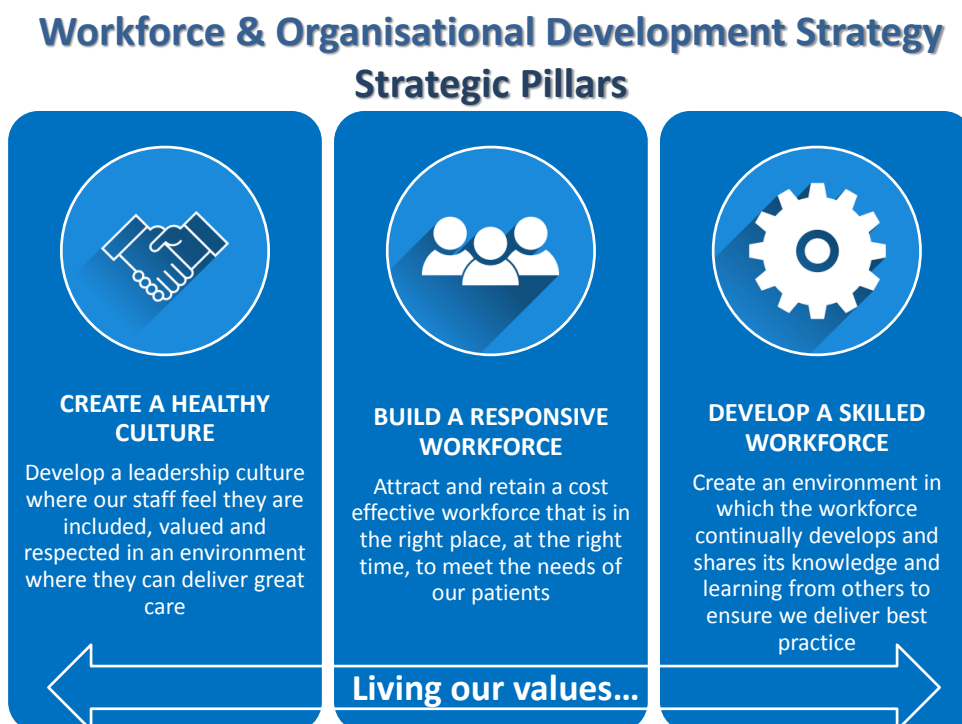 Workforce & Organisational Development Strategy
Strategic Pillars
CREATE A HEALTHY
CULTURE
Develop a leadership culture
where our staff feel they are
included, valued and
respected in an environment
where they can deliver great
care
BUILD A RESPONSIVE
WORKFORCE
Attract and retain a cost
effective workforce that is in
the right place, at the right
time, to meet the needs of
our patients
DEVELOP A SKILLED
WORKFORCE
Create an environment in
which the workforce
continually develops and
shares its knowledge and
learning from others to
ensure we deliver best
practice
Living our values...